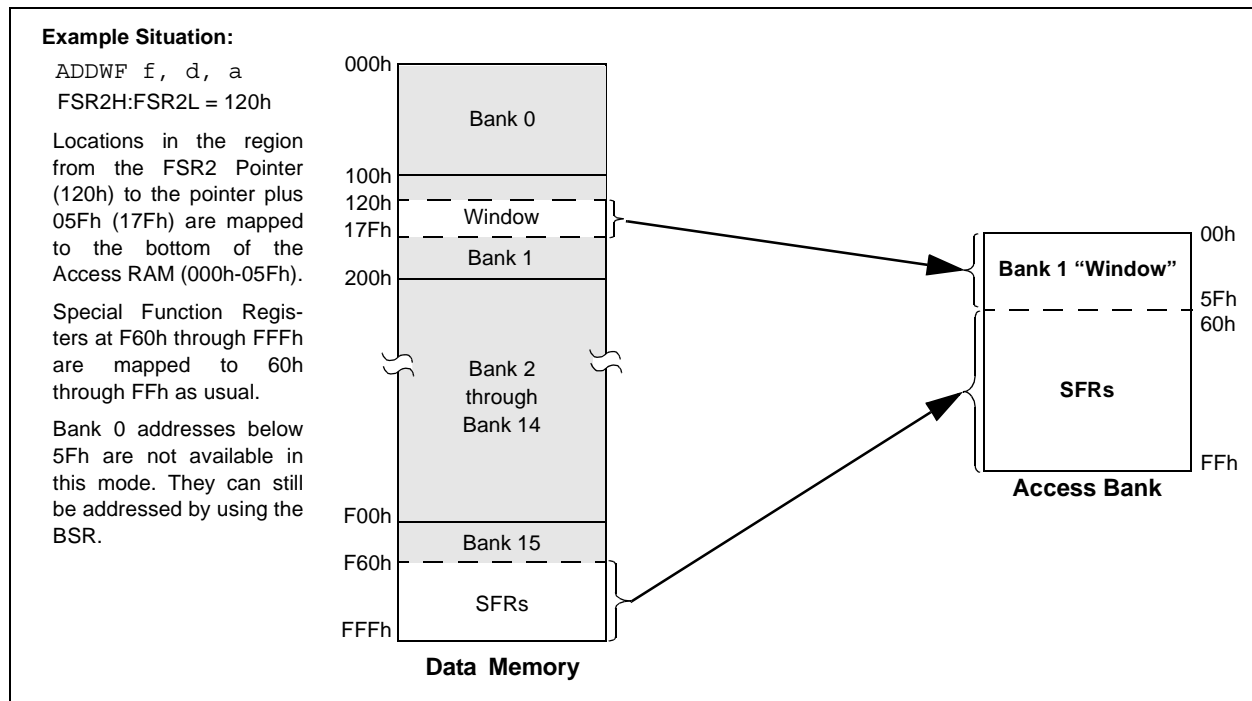 Example Situation:
ADDWF f, d, a
FSR2H:FSR2L = 120h
Locations in the region
from the FSR2 Pointer
(120h) to the pointer plus
05Fh (17Fh) are mapped
to the bottom of the
Access RAM (000h-05Fh).
Special Function Regis-
ters at F60h through FFFh
are mapped to 60h
through FFh as usual.
Bank 0 addresses below
5Fh are not available in
this mode. They can still
be addressed by using the
BSR.
000h
Bank 0
100h
120h
Window
17Fh
Bank 1
200h
Bank 2
through
Bank 14
F00h
Bank 15
F60h
SFRs
FFFh
Data Memory
00h
Bank 1 “Window”
5Fh
60h
SFRs
FFh
Access Bank